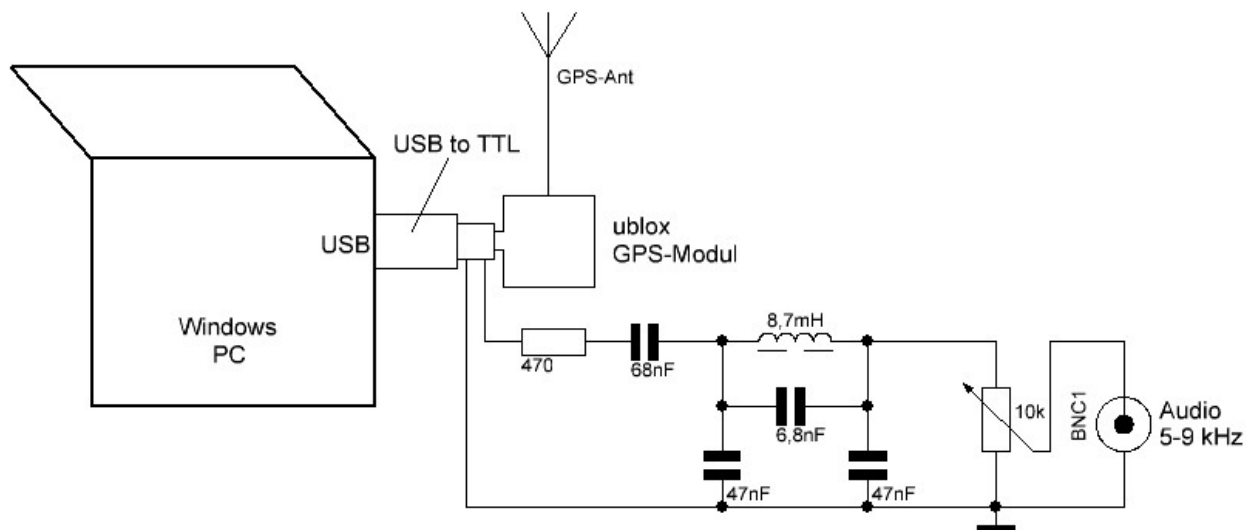 GPS-Ant
USB to TTL
USB
ublox
GPS-Modul
Windows
PC
8,7mH
470
68nF
6,8nF
47nF
47nF
10k
BNC1
Audio
5-9 kHz